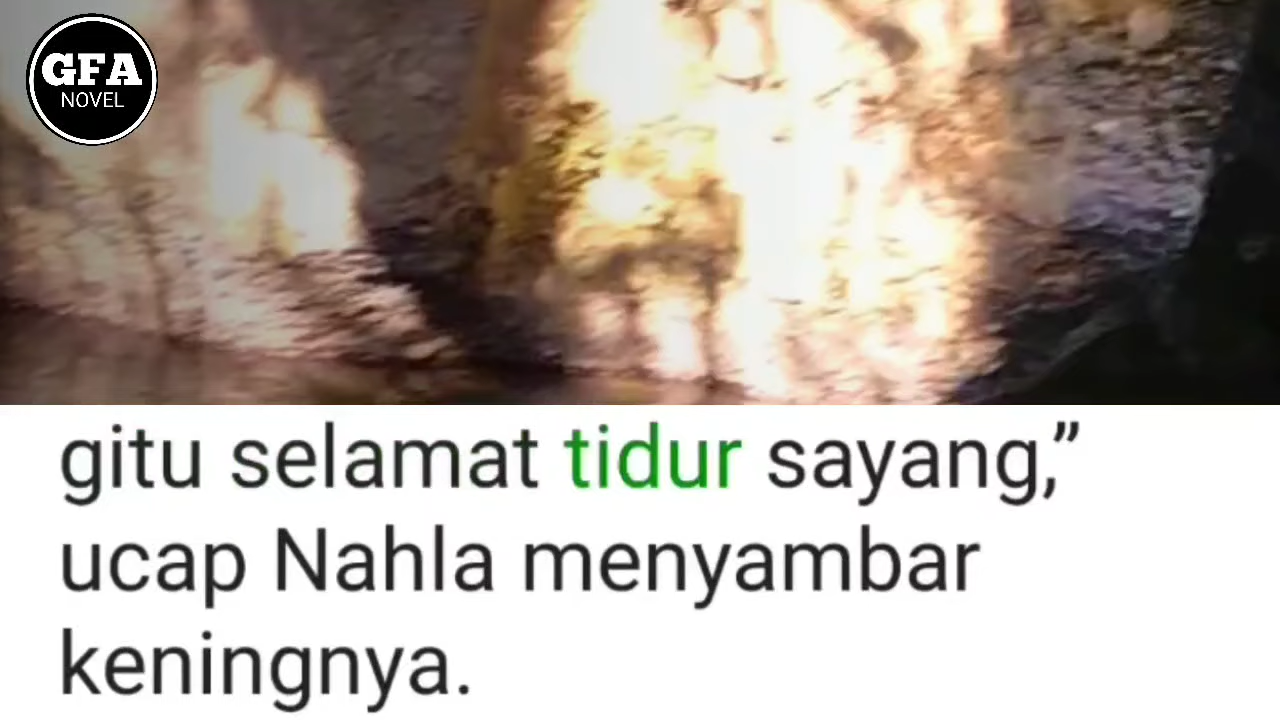 GFA
NOVEL
gitu selamat tidur sayang,”
ucap Nahla menyambar
keningnya.